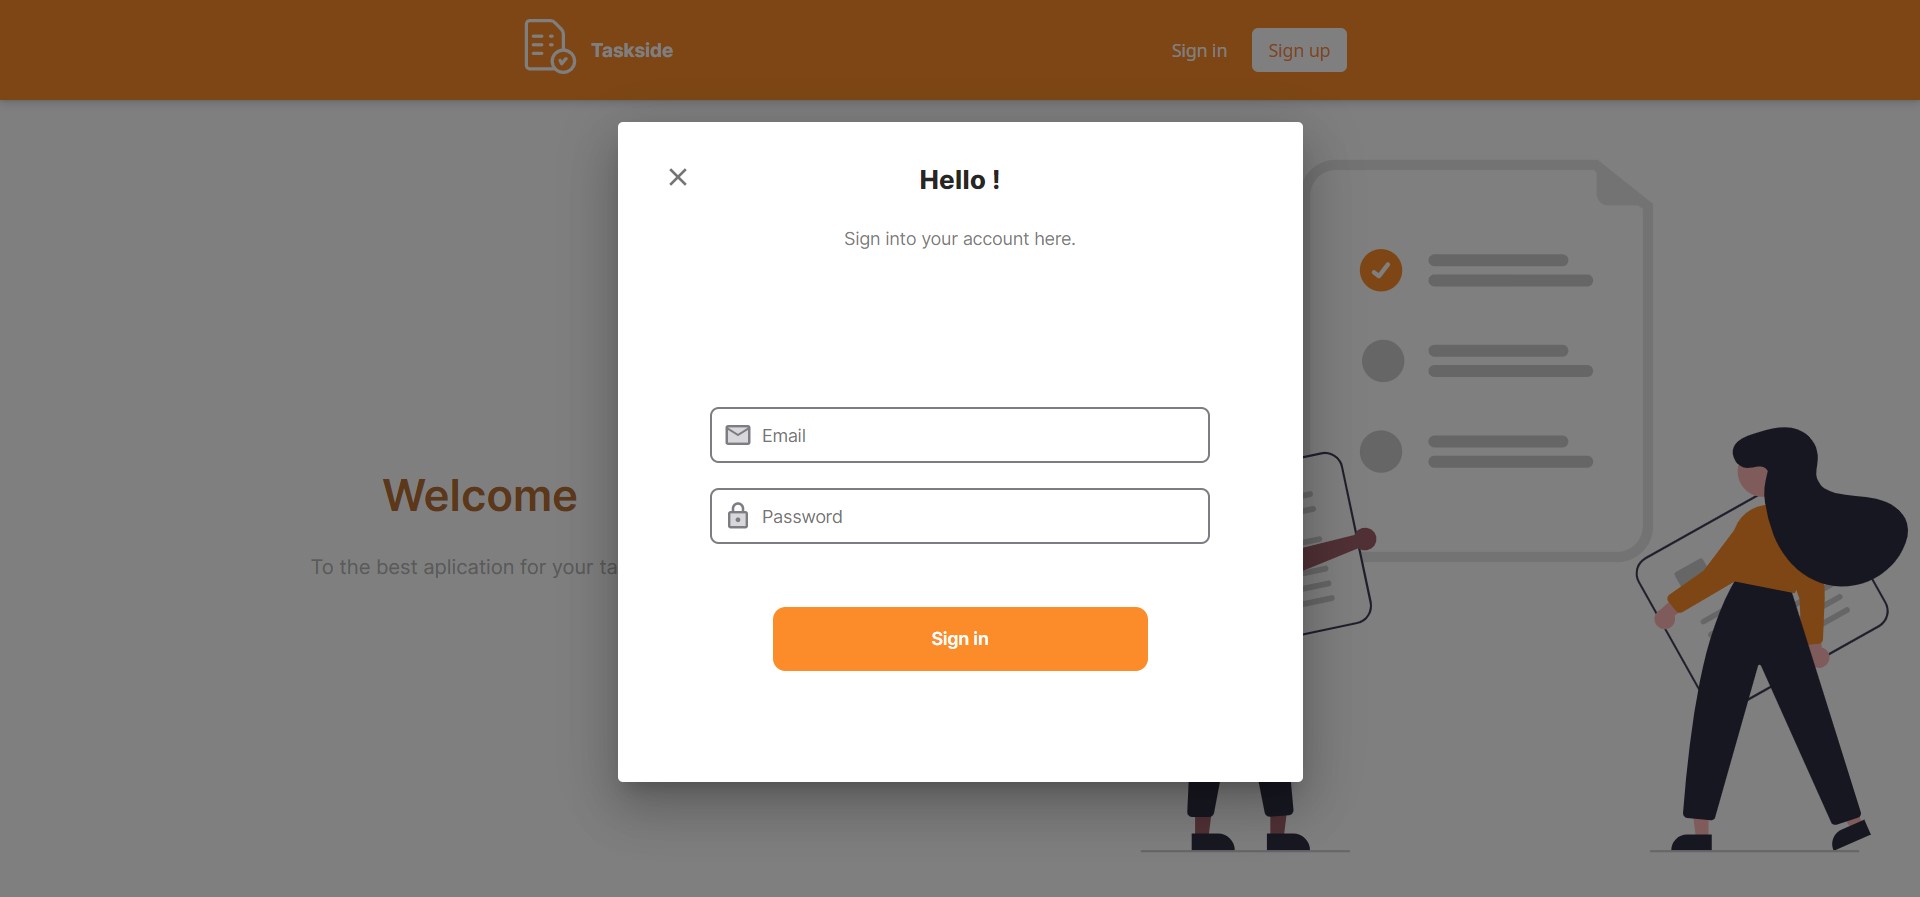 Taskside
Sign in
Sign up
Hello !
Sign into your account here.
Email
Password
Sign in
Welcome
To the best aplication for your ta